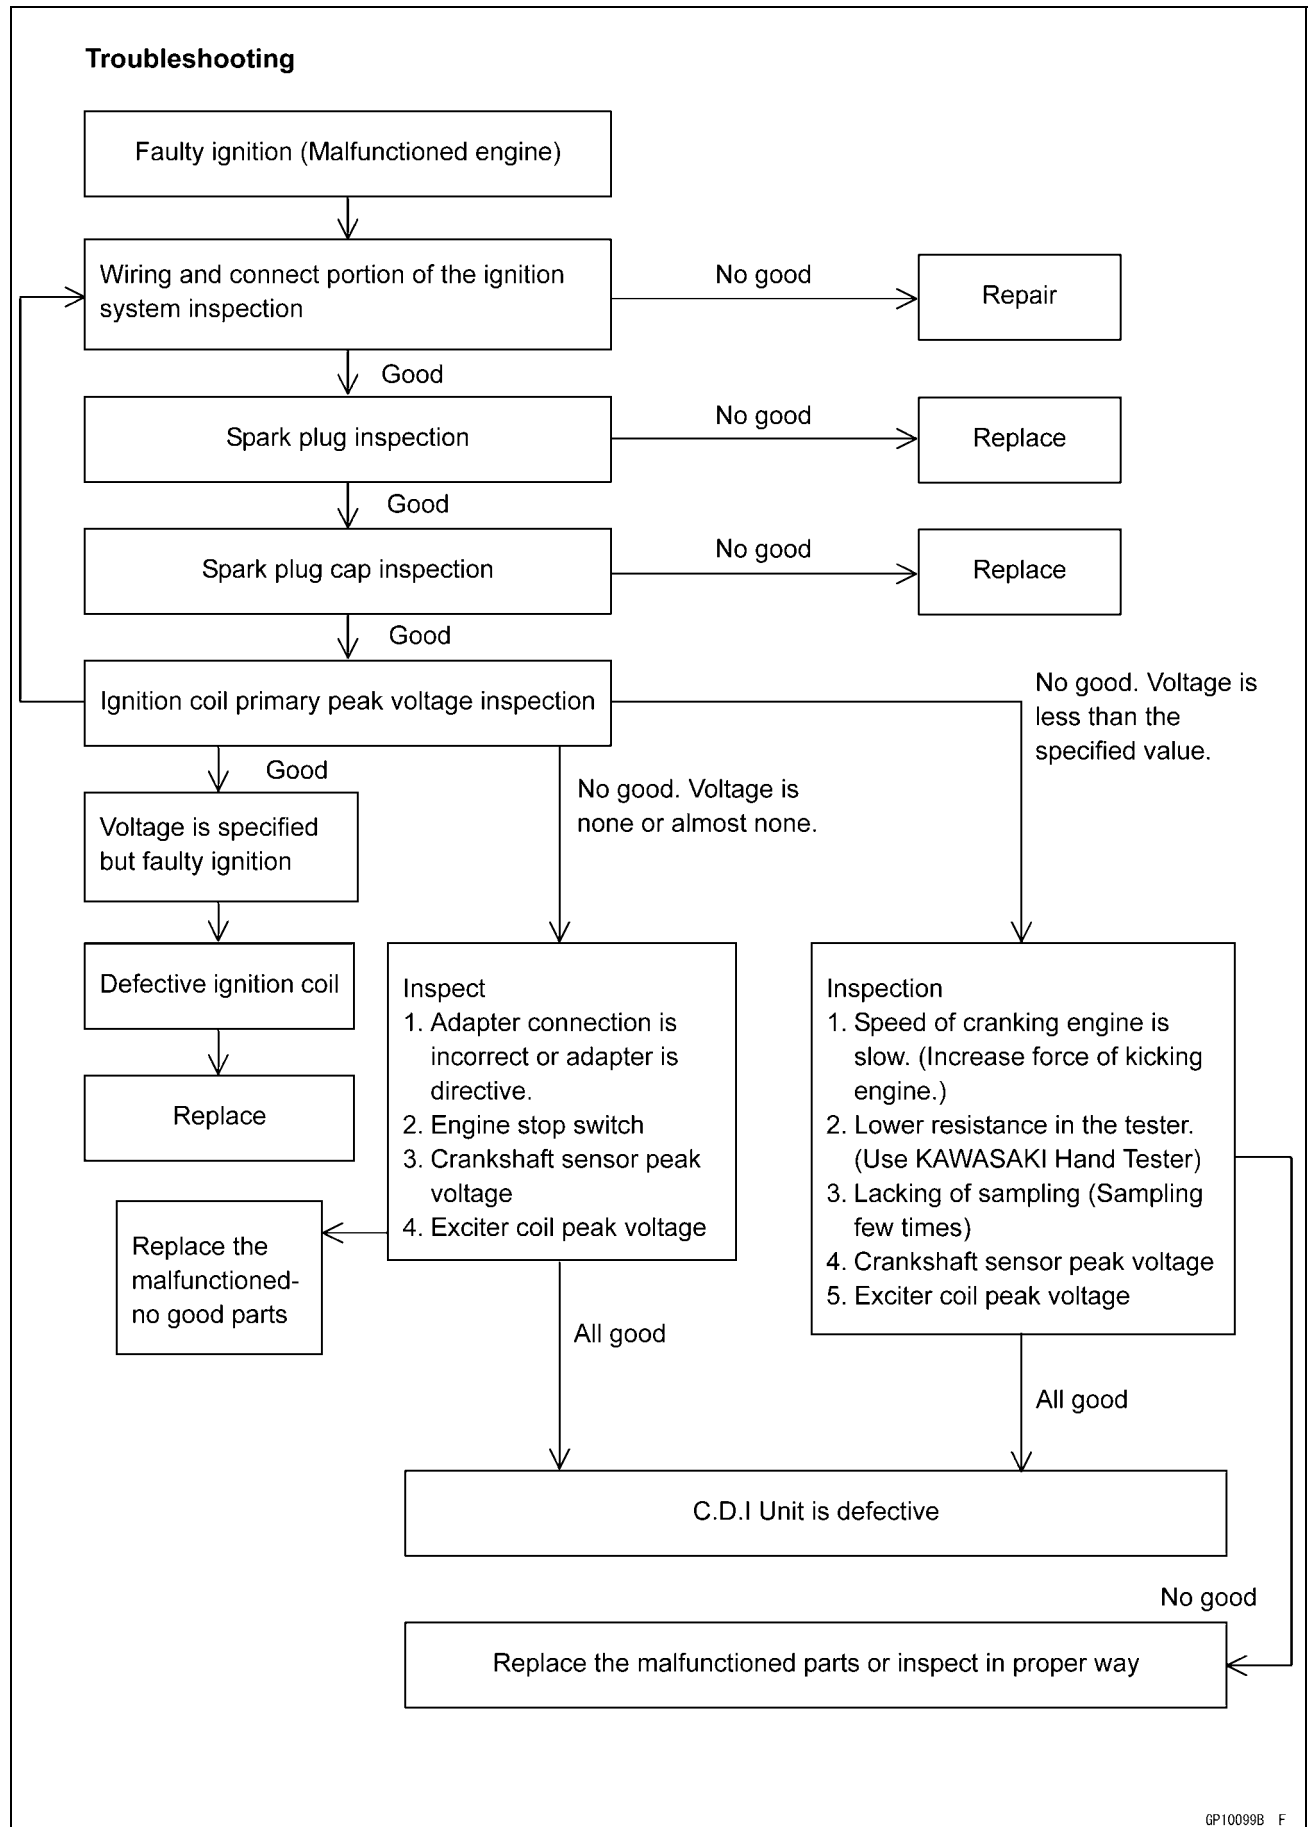 Troubleshooting
Faulty ignition (Malfunctioned engine)
Wiring and connect portion of the ignition
system inspection
No good
Repair
Good
Spark plug inspection
No good
Replace
Good
Spark plug cap inspection
No good
Replace
Good
Ignition coil primary peak voltage inspection
No good. Voltage is
less than the
specified value.
Good
No good. Voltage is
none or almost none.
Voltage is specified
but faulty ignition
Defective ignition coil
Replace
Inspect
1. Adapter connection is
incorrect or adapter is
directive.
2. Engine stop switch
3. Crankshaft sensor peak
voltage
4. Exciter coil peak voltage
Replace the
malfunctioned-
no good parts
Inspection
1. Speed of cranking engine is
slow. (Increase force of kicking
engine.)
2. Lower resistance in the tester.
(Use KAWASAKI Hand Tester)
3. Lacking of sampling (Sampling
few times)
4. Crankshaft sensor peak voltage
5. Exciter coil peak voltage
All good
All good
C.D.I Unit is defective
No good
Replace the malfunctioned parts or inspect in proper way
GP10099B F